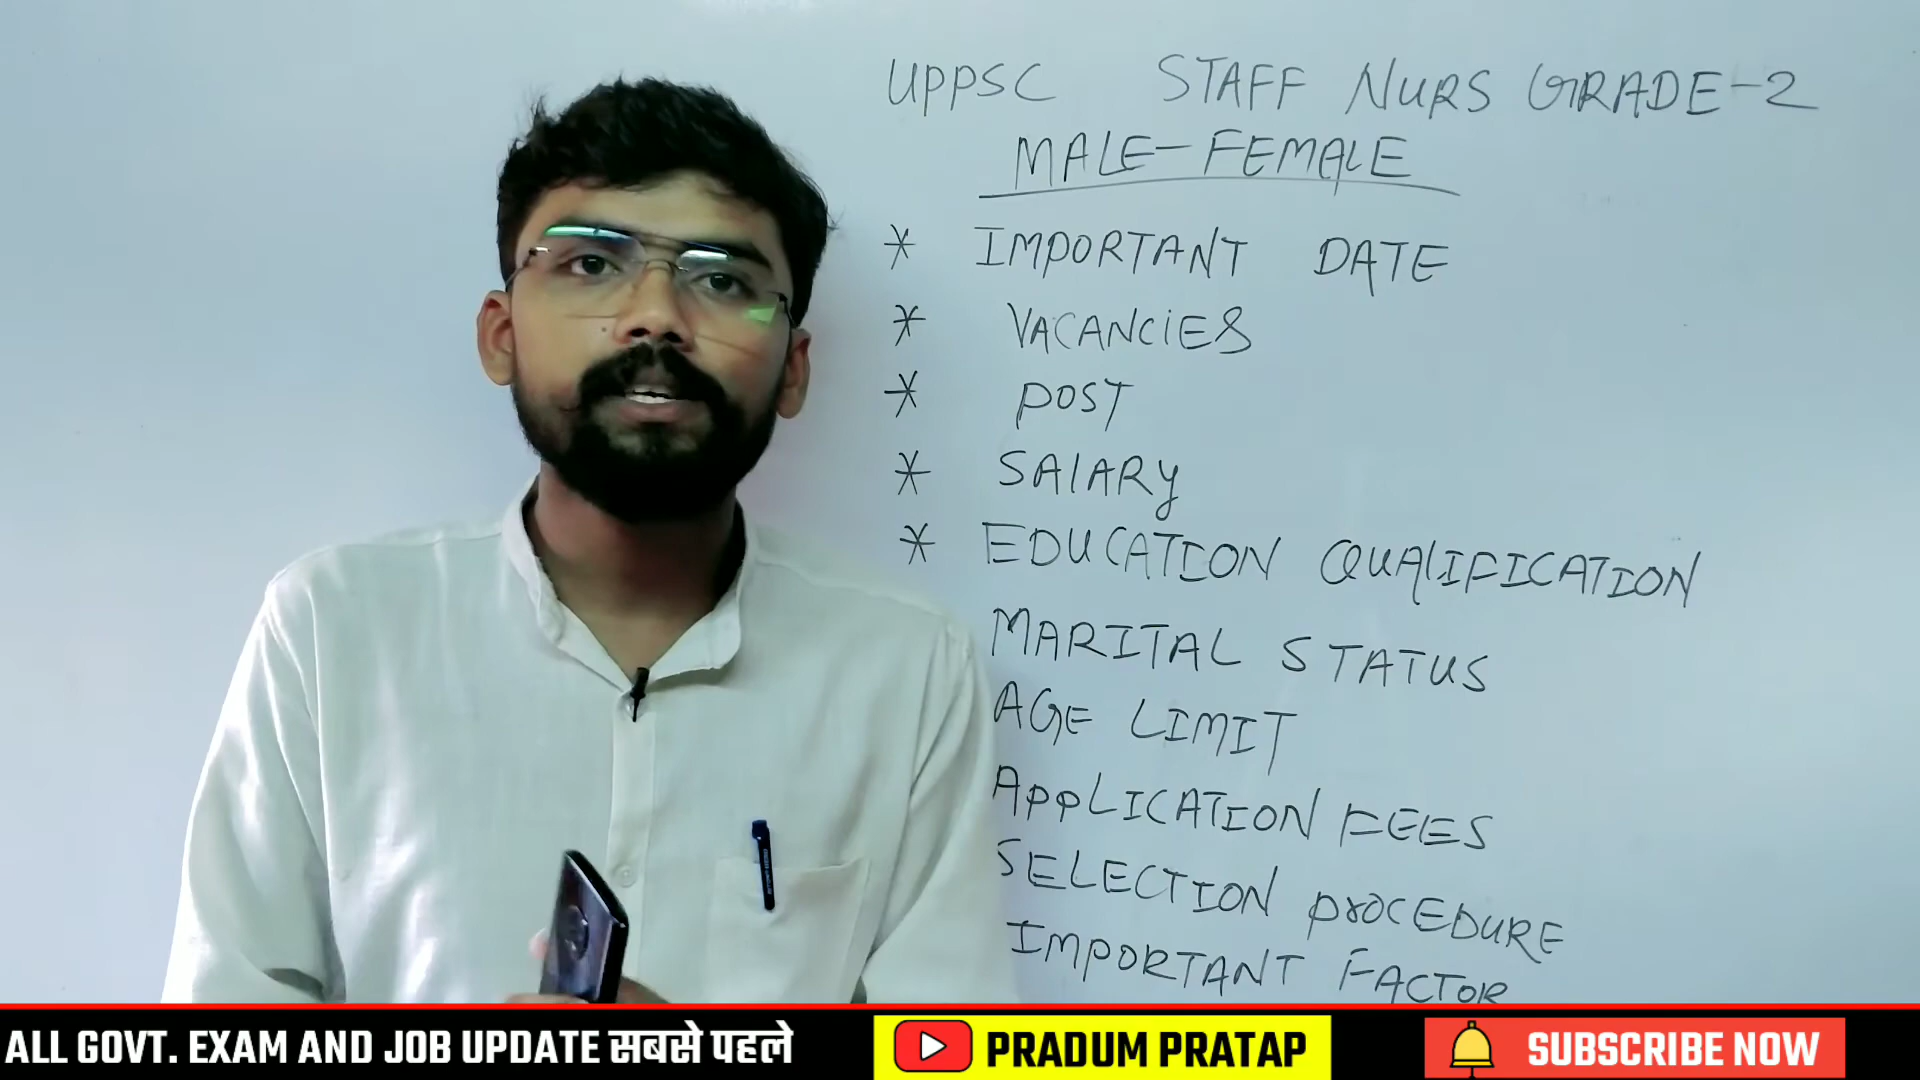 UPPSC STAFF NURS GRADE-2
MALE-FEMALE
* IMPORTANT DATE
* VACANCIES
* POST
* SALARY
* EDUCATION QUALIFICATION
MARITAL STATUS
AGE LIMIT
APPLICATION FEES
SELECTION PROCEDURE
IMPORTANT FACTOR
ALL GOVT. EXAM AND JOB UPDATE सबसे पहले
PRADUM PRATAP
SUBSCRIBE NOW